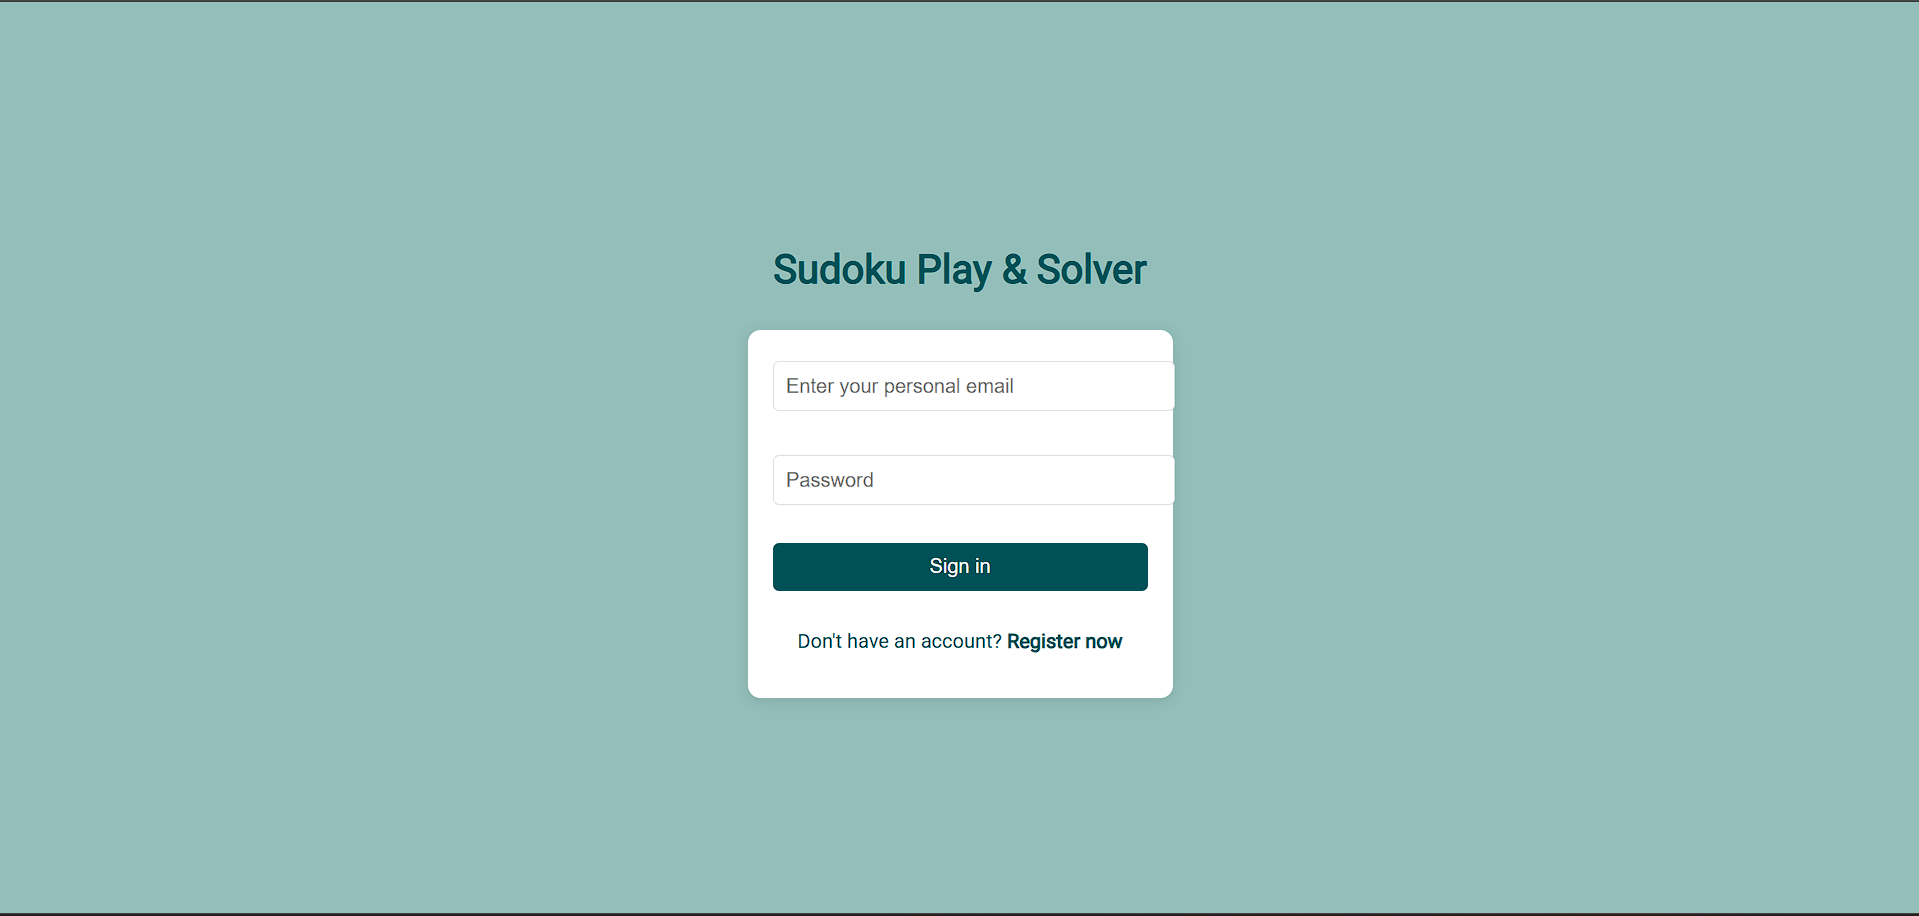 Sudoku Play & Solver
Enter your personal email
Password
Sign in
Don't have an account? Register now